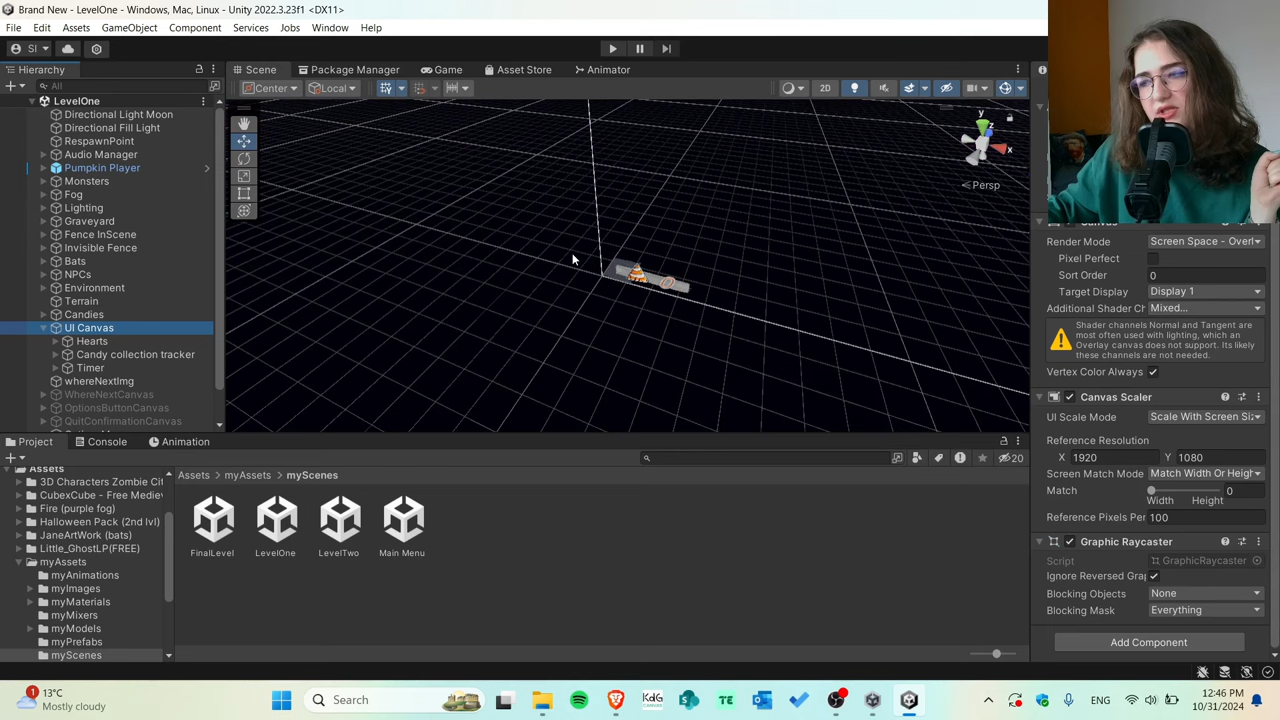 Brand New - LevelOne - Windows, Mac, Linux - Unity 2022.3.23f1 <DX11>
File Edit Assets GameObject Component Services Jobs Window Help
SI
Hierarchy
Scene Package Manager Game Asset Store Animator
All
Center Local 2D
LevelOne
Directional Light Moon
Directional Fill Light
RespawnPoint
Audio Manager
Pumpkin Player
Monsters
Fog
Lighting
Graveyard
Fence InScene
Invisible Fence
Bats
NPCs
Environment
Terrain
Candies
UI Canvas
Hearts
Candy collection tracker
Timer
whereNextImg
WhereNextCanvas
OptionsButtonCanvas
QuitConfirmationCanvas
y
z
x
Persp
Render Mode Screen Space - Overl
Pixel Perfect
Sort Order 0
Target Display Display 1
Additional Shader Ch Mixed...
Shader channels Normal and Tangent are
most often used with lighting, which an
Overlay canvas does not support. Its likely
these channels are not needed.
Vertex Color Always
Canvas Scaler
UI Scale Mode Scale With Screen Siz
Reference Resolution
X 1920 Y 1080
Screen Match Mode Match Width Or Heigh
Match 0
Width Height
Reference Pixels Per 100
Graphic Raycaster
Script GraphicRaycaster
Ignore Reversed Grap
Blocking Objects None
Blocking Mask Everything
Add Component
Project Console Animation
20
Assets
3D Characters Zombie Cit
CubexCube - Free Mediev
Fire (purple fog)
Halloween Pack (2nd lvl)
JaneArtWork (bats)
Little_GhostLP(FREE)
myAssets
myAnimations
myImages
myMaterials
myMixers
myModels
myPrefabs
myScenes
Assets > myAssets > myScenes
FinalLevel LevelOne LevelTwo Main Menu
1
13°C
Mostly cloudy
Search
KdG
CANVAS
TE
ENG
12:46 PM
10/31/2024